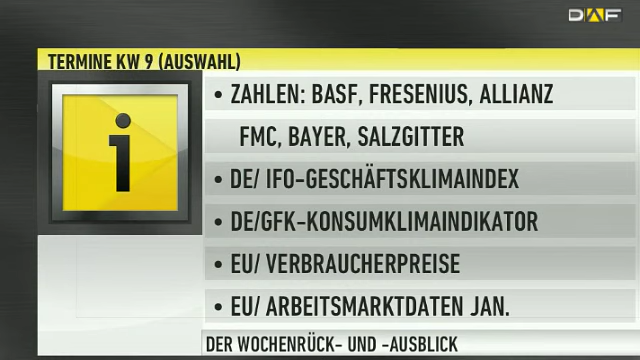 DAF
TERMINE KW 9 (AUSWAHL)
i
• ZAHLEN: BASF, FRESENIUS, ALLIANZ
FMC, BAYER, SALZGITTER
• DE/ IFO-GESCHÄFTSKLIMAINDEX
• DE/GFK-KONSUMKLIMAINDIKATOR
• EU/ VERBRAUCHERPREISE
• EU/ ARBEITSMARKTDATEN JAN.
DER WOCHENRÜCK- UND -AUSBLICK